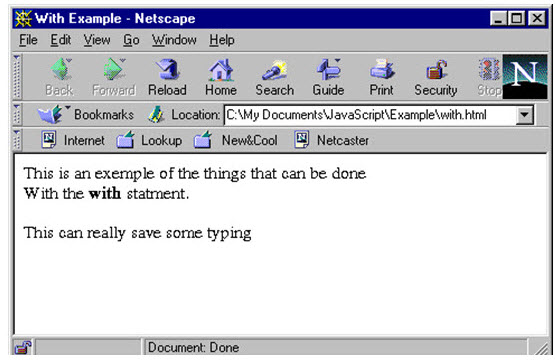 With Example - Netscape
File Edit View Go Window Help
Back Forward Reload Home Search Guide Print Security Stop N
Bookmarks Location: C:\My Documents\JavaScript\Example\with.html
Internet Lookup New&Cool Netcaster
This is an exemple of the things that can be done
With the with statment.
This can really save some typing
Document: Done